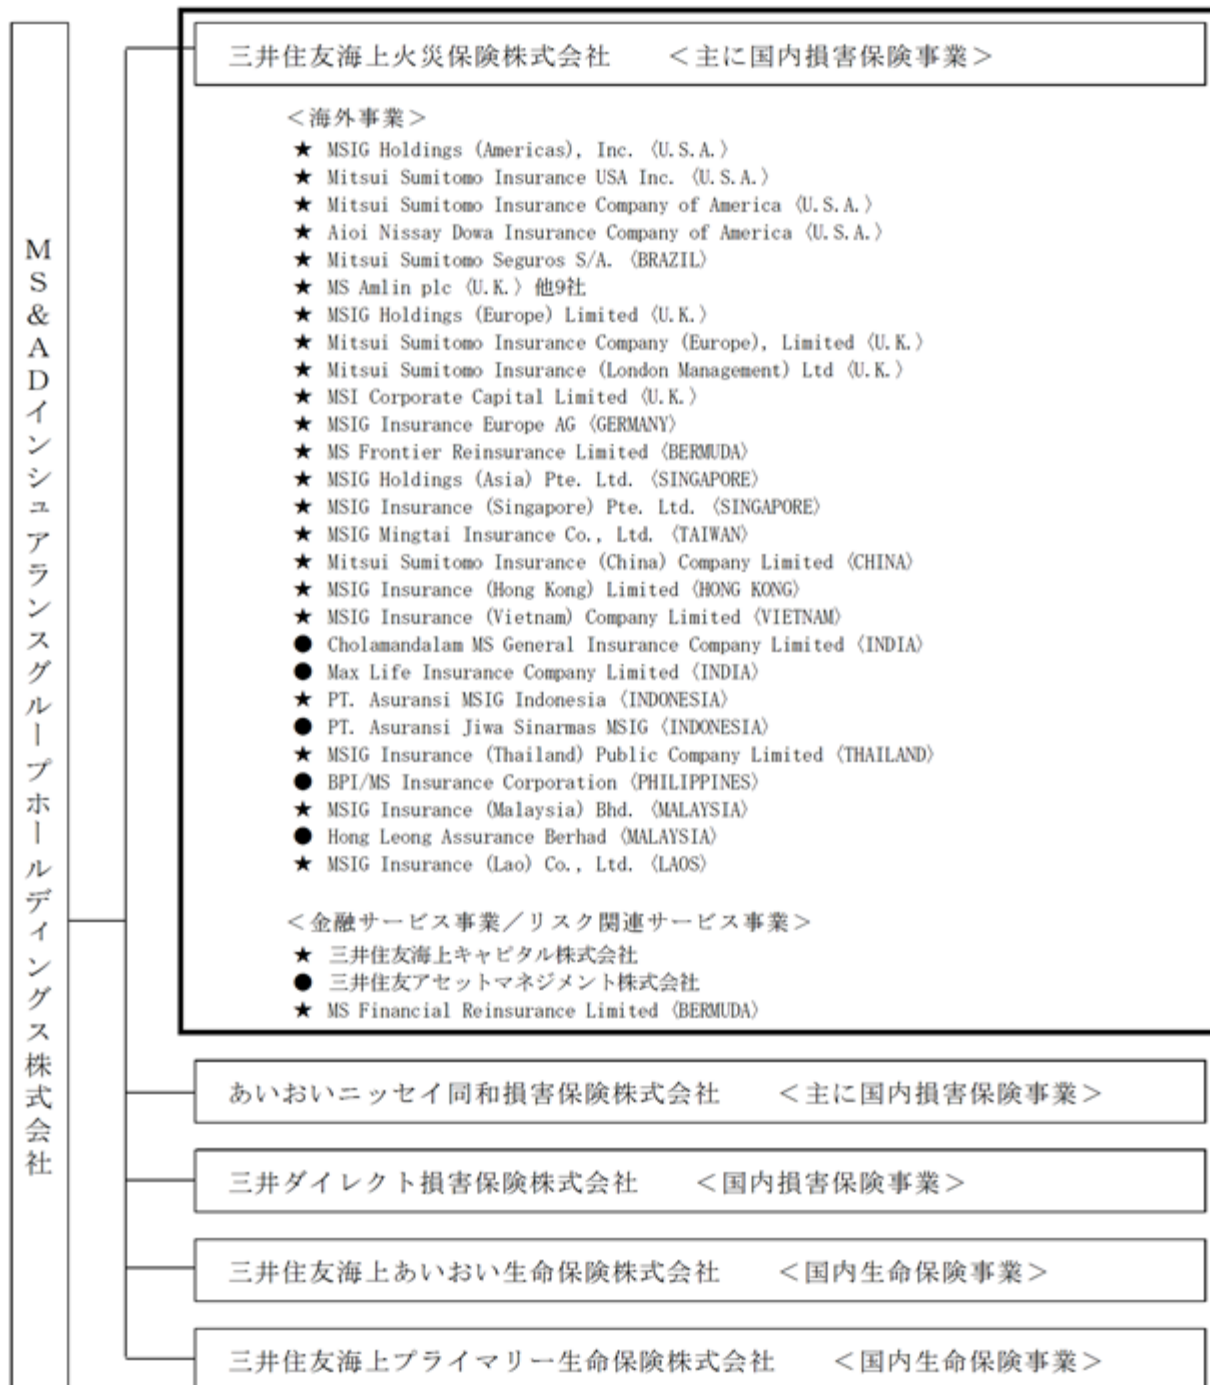 MS&ADインシュアランスグループホールディングス株式会社
三井住友海上火災保険株式会社 ＜主に国内損害保険事業＞
＜海外事業＞
★ MSIG Holdings (Americas), Inc. 〈U.S.A.〉
★ Mitsui Sumitomo Insurance USA Inc. 〈U.S.A.〉
★ Mitsui Sumitomo Insurance Company of America 〈U.S.A.〉
★ Aioi Nissay Dowa Insurance Company of America 〈U.S.A.〉
★ Mitsui Sumitomo Seguros S/A. 〈BRAZIL〉
★ MS Amlin plc 〈U.K.〉 他9社
★ MSIG Holdings (Europe) Limited 〈U.K.〉
★ Mitsui Sumitomo Insurance Company (Europe), Limited 〈U.K.〉
★ Mitsui Sumitomo Insurance (London Management) Ltd 〈U.K.〉
★ MSI Corporate Capital Limited 〈U.K.〉
★ MSIG Insurance Europe AG 〈GERMANY〉
★ MS Frontier Reinsurance Limited 〈BERMUDA〉
★ MSIG Holdings (Asia) Pte. Ltd. 〈SINGAPORE〉
★ MSIG Insurance (Singapore) Pte. Ltd. 〈SINGAPORE〉
★ MSIG Mingtai Insurance Co., Ltd. 〈TAIWAN〉
★ Mitsui Sumitomo Insurance (China) Company Limited 〈CHINA〉
★ MSIG Insurance (Hong Kong) Limited 〈HONG KONG〉
★ MSIG Insurance (Vietnam) Company Limited 〈VIETNAM〉
● Cholamandalam MS General Insurance Company Limited 〈INDIA〉
● Max Life Insurance Company Limited 〈INDIA〉
★ PT. Asuransi MSIG Indonesia 〈INDONESIA〉
● PT. Asuransi Jiwa Sinarmas MSIG 〈INDONESIA〉
★ MSIG Insurance (Thailand) Public Company Limited 〈THAILAND〉
● BPI/MS Insurance Corporation 〈PHILIPPINES〉
★ MSIG Insurance (Malaysia) Bhd. 〈MALAYSIA〉
● Hong Leong Assurance Berhad 〈MALAYSIA〉
★ MSIG Insurance (Lao) Co., Ltd. 〈LAOS〉
＜金融サービス事業／リスク関連サービス事業＞
★ 三井住友海上キャピタル株式会社
● 三井住友アセットマネジメント株式会社
★ MS Financial Reinsurance Limited 〈BERMUDA〉
あいおいニッセイ同和損害保険株式会社 ＜主に国内損害保険事業＞
三井ダイレクト損害保険株式会社 ＜国内損害保険事業＞
三井住友海上あいおい生命保険株式会社 ＜国内生命保険事業＞
三井住友海上プライマリー生命保険株式会社 ＜国内生命保険事業＞